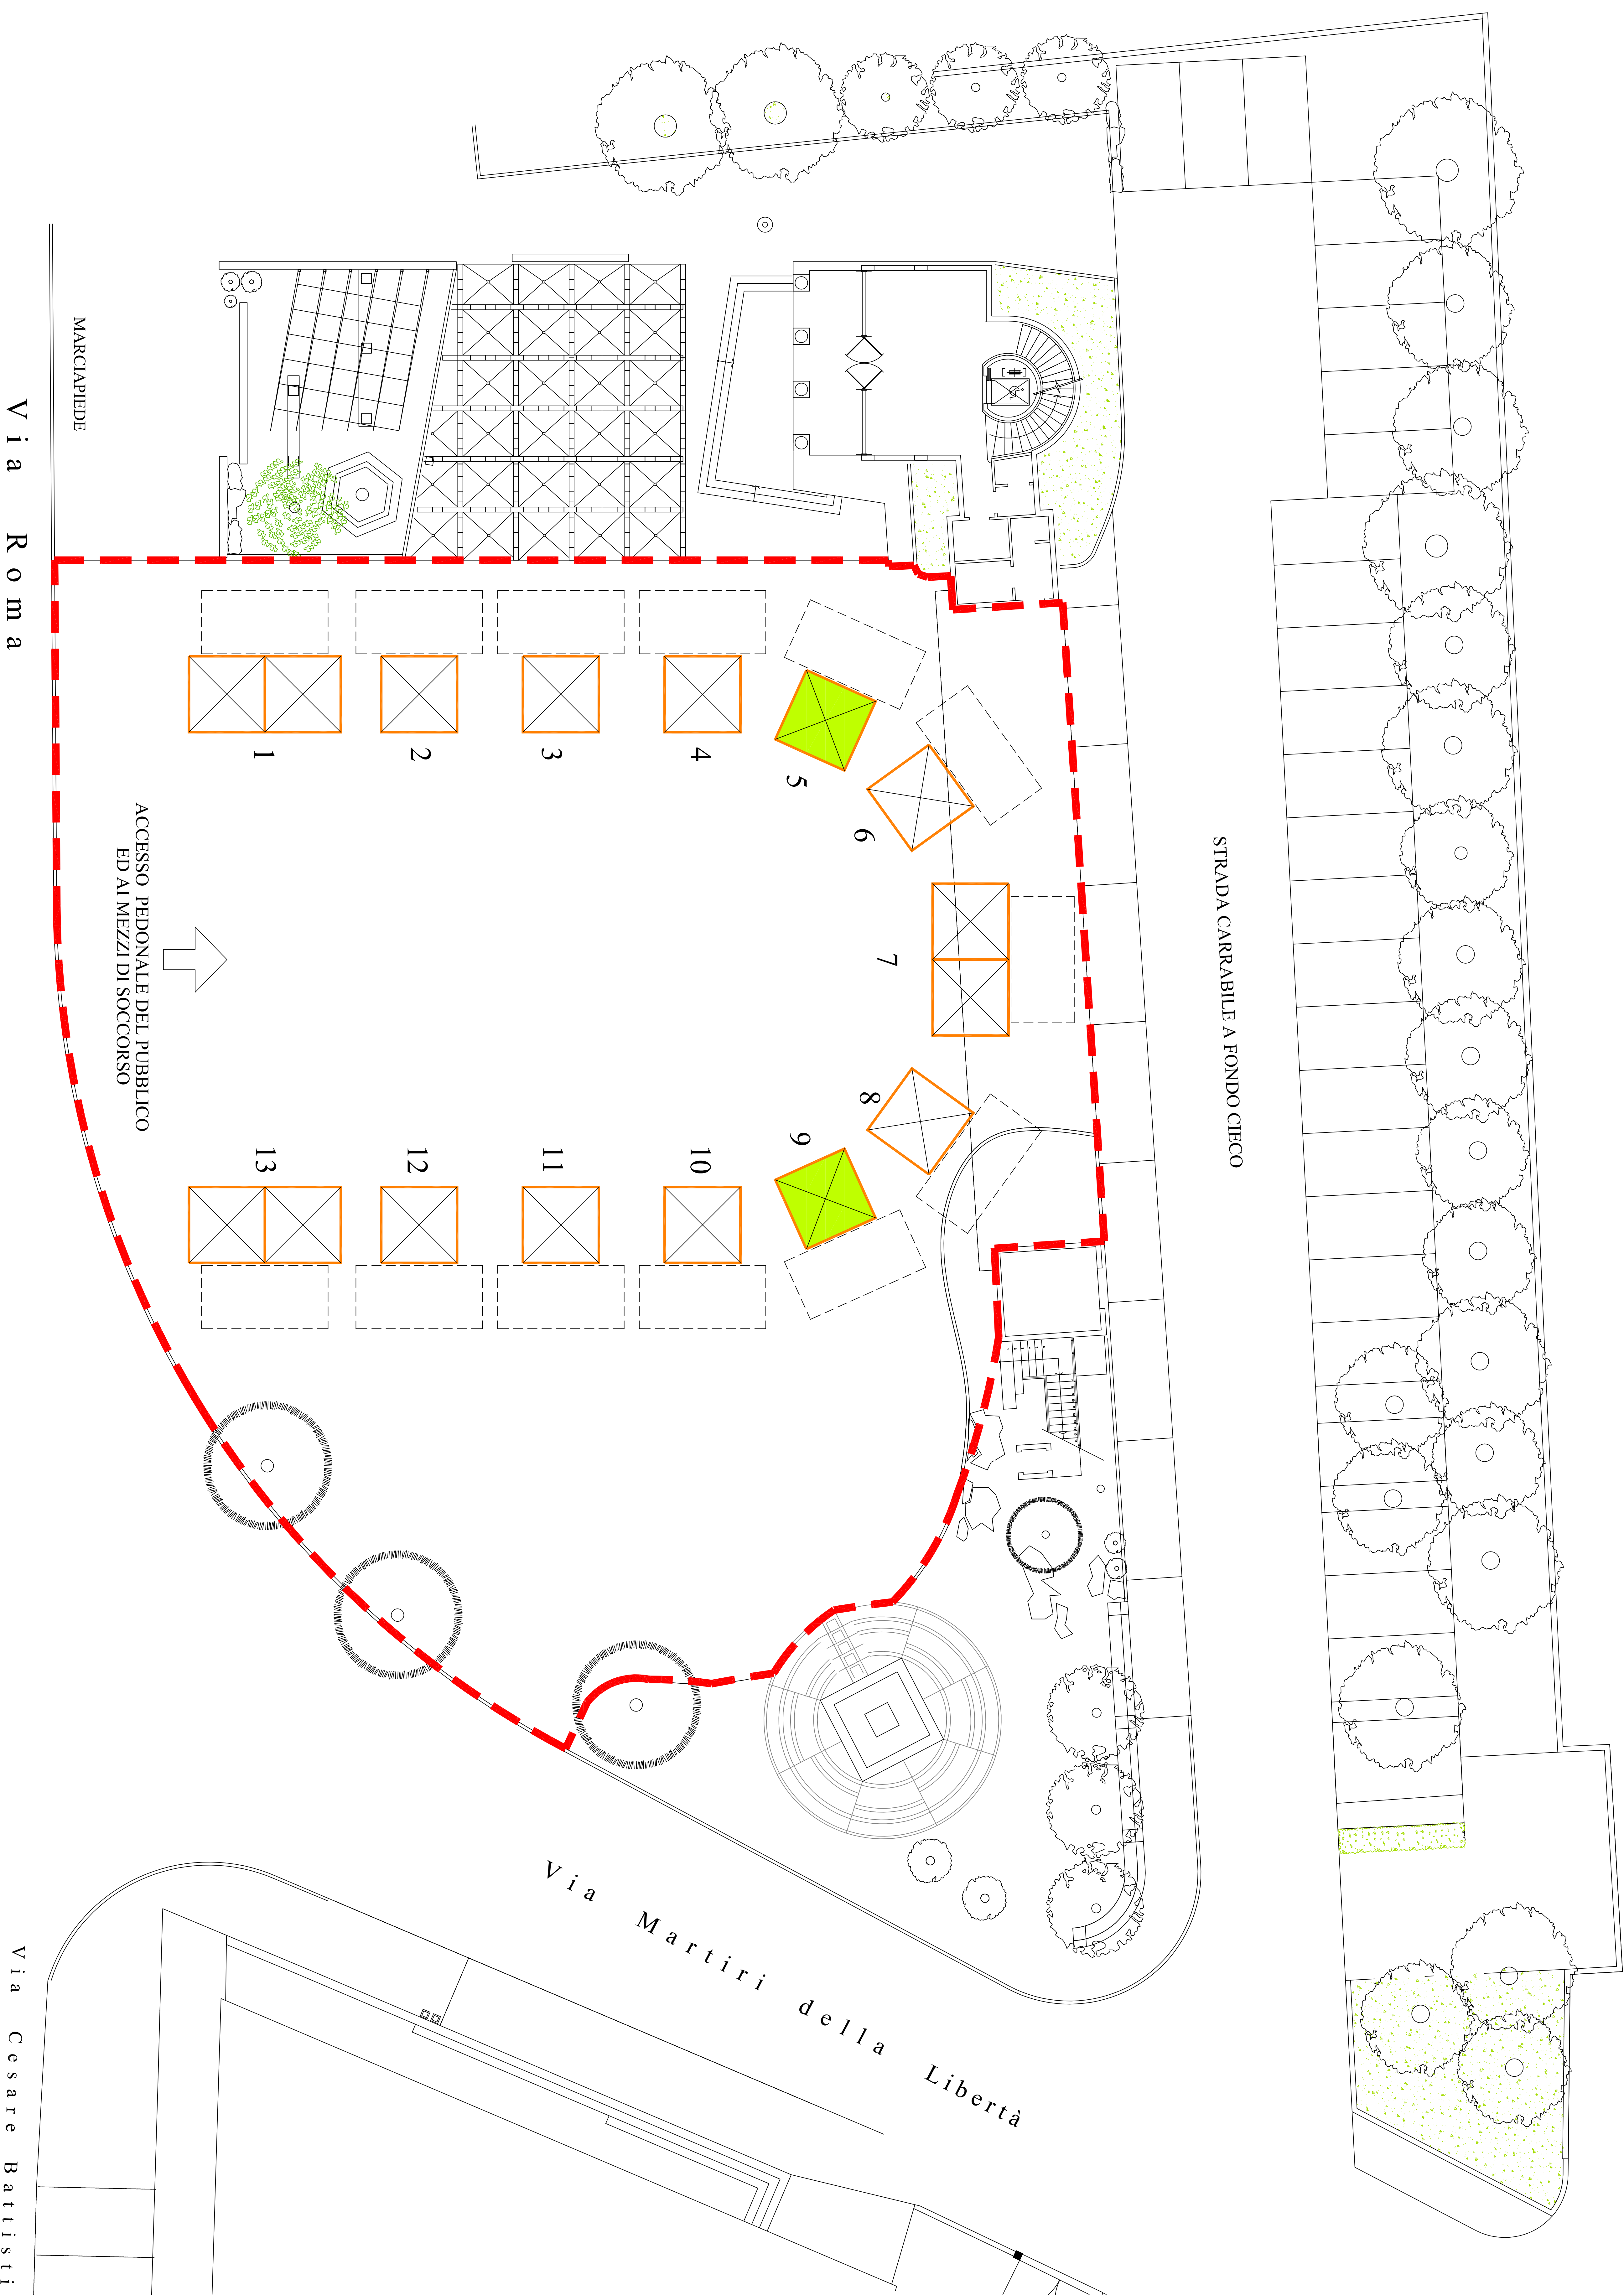 Via Roma
MARCIAPIEDE
ACCESSO PEDONALE DEL PUBBLICO
ED AI MEZZI DI SOCCORSO
STRADA CARRABILE A FONDO CIECO
1
2
3
4
5
6
7
8
9
10
11
12
13
Via Martiri della Libertà
Via Cesare Battisti